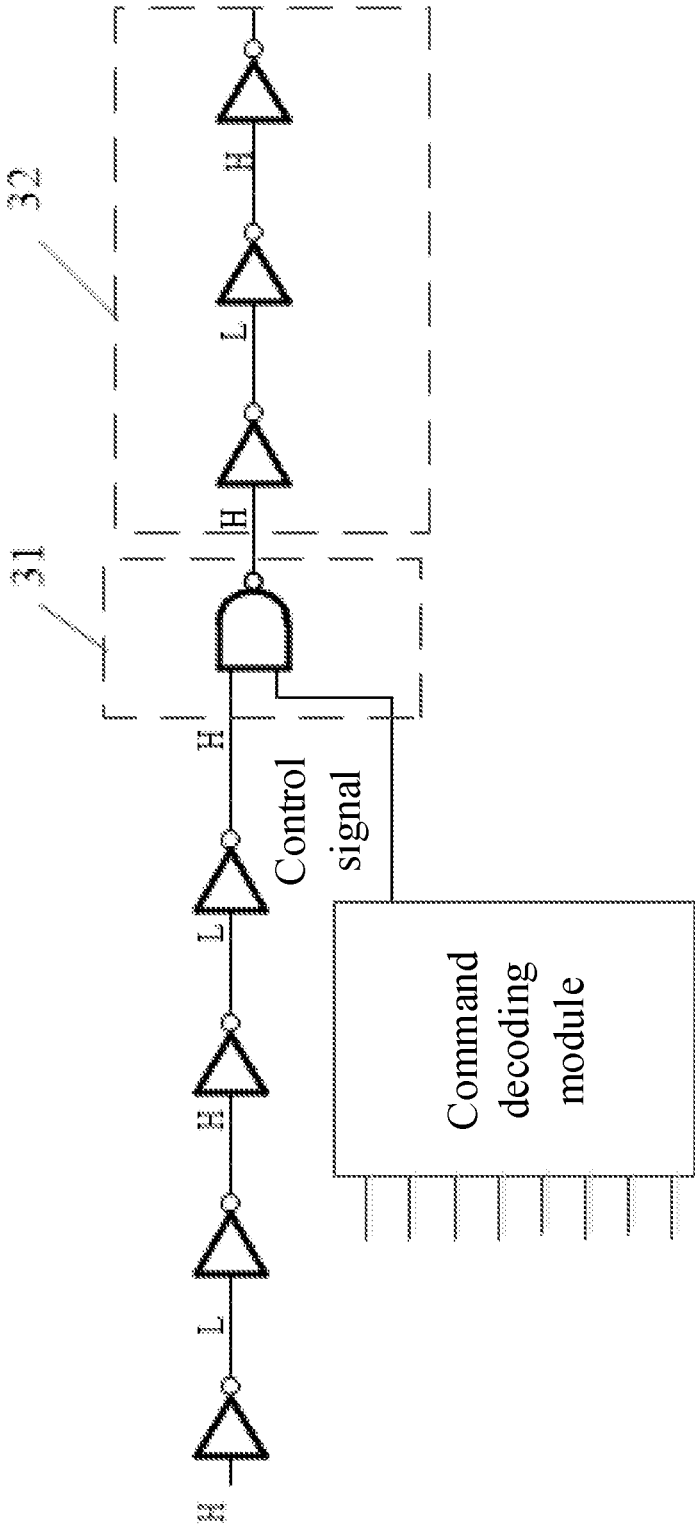 32
31
H
L
H
L
H
H
L
H
Control
signal
Command
decoding
module